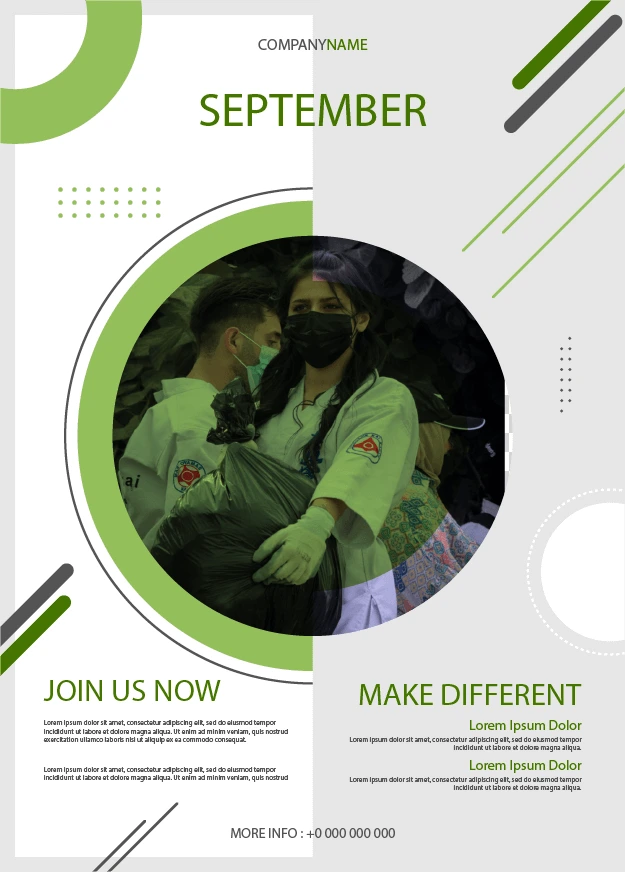 COMPANYNAME
SEPTEMBER
ai
JOIN US NOW
Lorem ipsum dolor sit amet, consectetur adipiscing elit, sed do eiusmod tempor
incididunt ut labore et dolore magna aliqua. Ut enim ad minim veniam, quis nostrud
exercitation ullamco laboris nisi ut aliquip ex ea commodo consequat.
Lorem ipsum dolor sit amet, consectetur adipiscing elit, sed do eiusmod tempor
incididunt ut labore et dolore magna aliqua. Ut enim ad minim veniam, quis nostrud
MAKE DIFFERENT
Lorem Ipsum Dolor
Lorem ipsum dolor sit amet, consectetur adipiscing elit, sed do eiusmod tempor
incididunt ut labore et dolore magna aliqua.
Lorem Ipsum Dolor
Lorem ipsum dolor sit amet, consectetur adipiscing elit, sed do eiusmod tempor
incididunt ut labore et dolore magna aliqua.
MORE INFO : +0 000 000 000